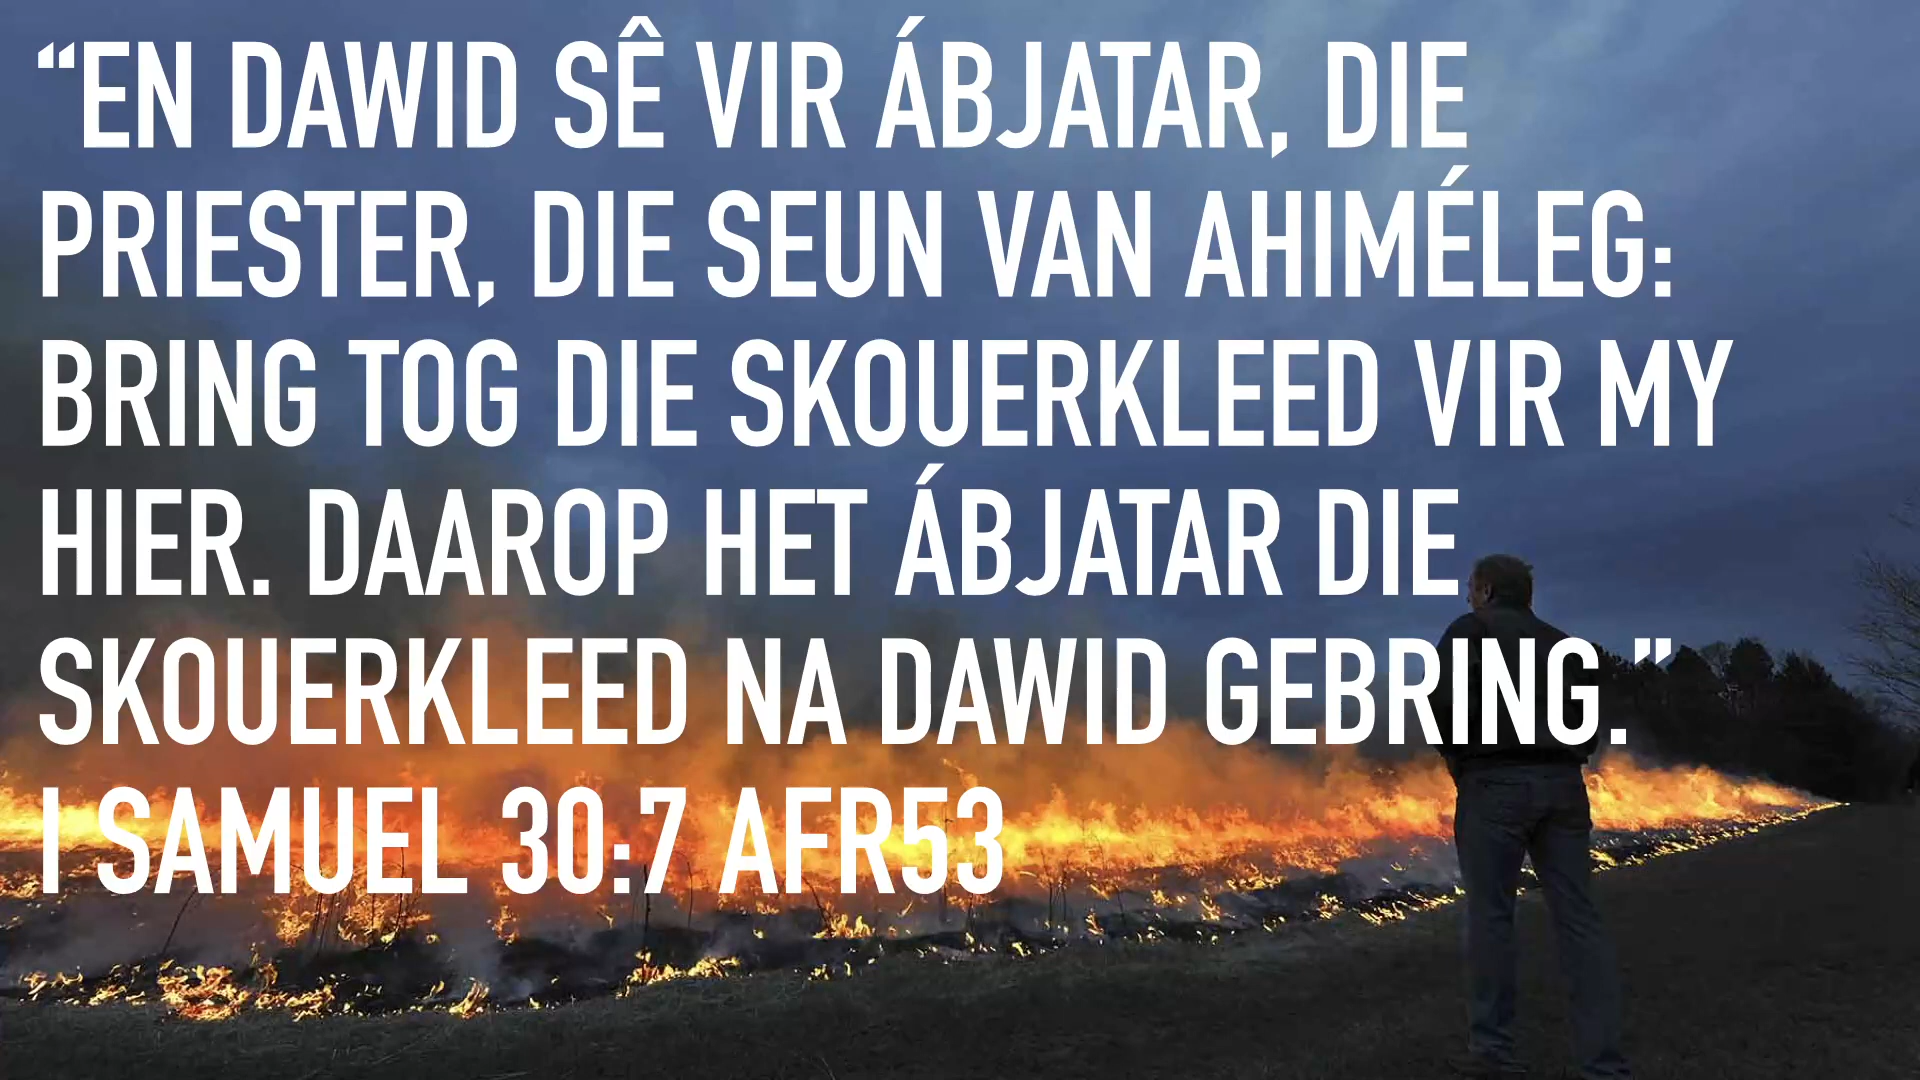 “EN DAWID SÊ VIR ÁBJATAR, DIE
PRIESTER, DIE SEUN VAN AHIMÉLEG:
BRING TOG DIE SKOUERKLEED VIR MY
HIER. DAAROP HET ÁBJATAR DIE
SKOUERKLEED NA DAWID GEBRING.”
I SAMUEL 30:7 AFR53